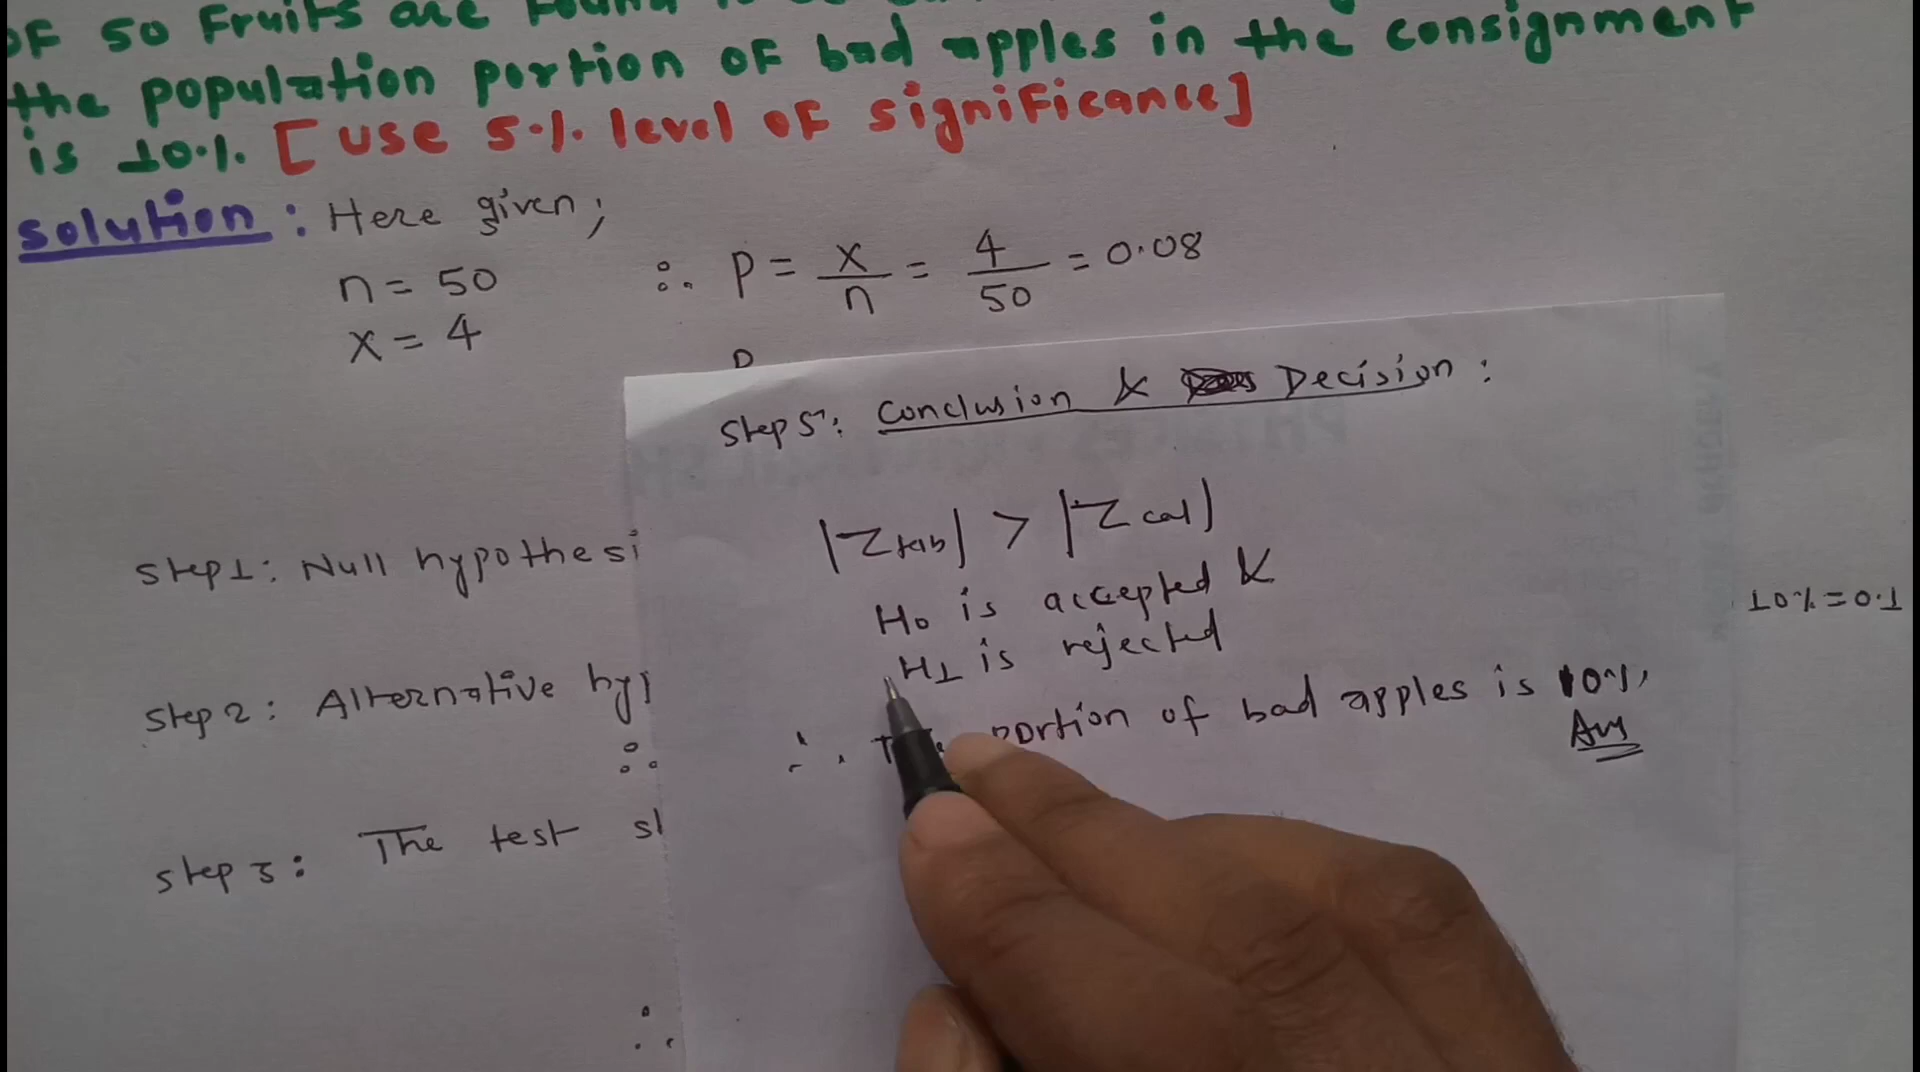 of 50 Fruits are found
the population portion of bad apples in the consignment
is 10%. [use 5% level of significance]
solution: Here given;
n = 50
∴ p = x/n = 4/50 = 0.08
x = 4
Step 5: Conclusion & Decision:
|Ztab| > |Zcal|
Step 1: Null hypothesi
H0 is accepted &
10% = 0.1
H1 is rejected
Step 2: Alternative hyp
∴ The portion of bad apples is 10%.
Ans
Step 3: The test st